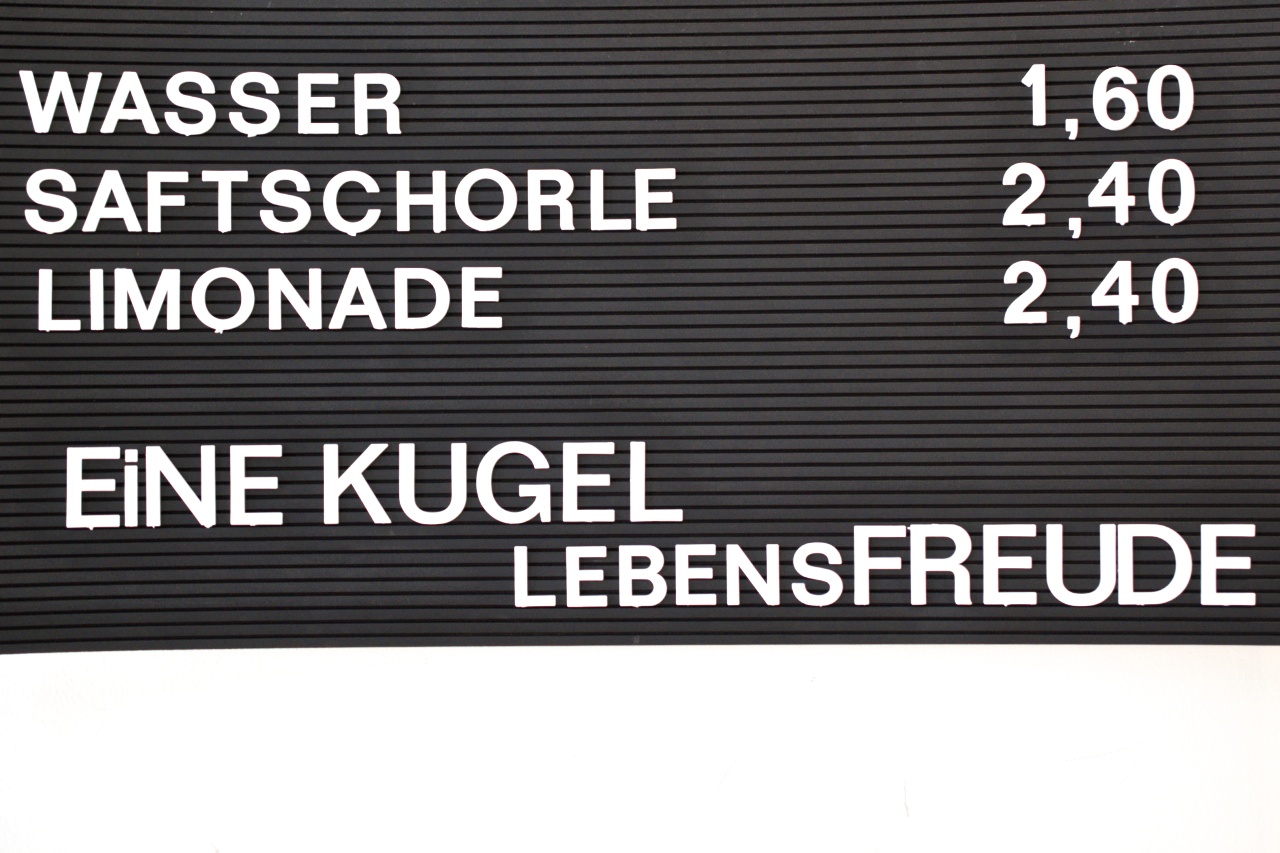 WASSER 1,60
SAFTSCHORLE 2,40
LIMONADE 2,40
EiNE KUGEL
LEBENSFREUDE